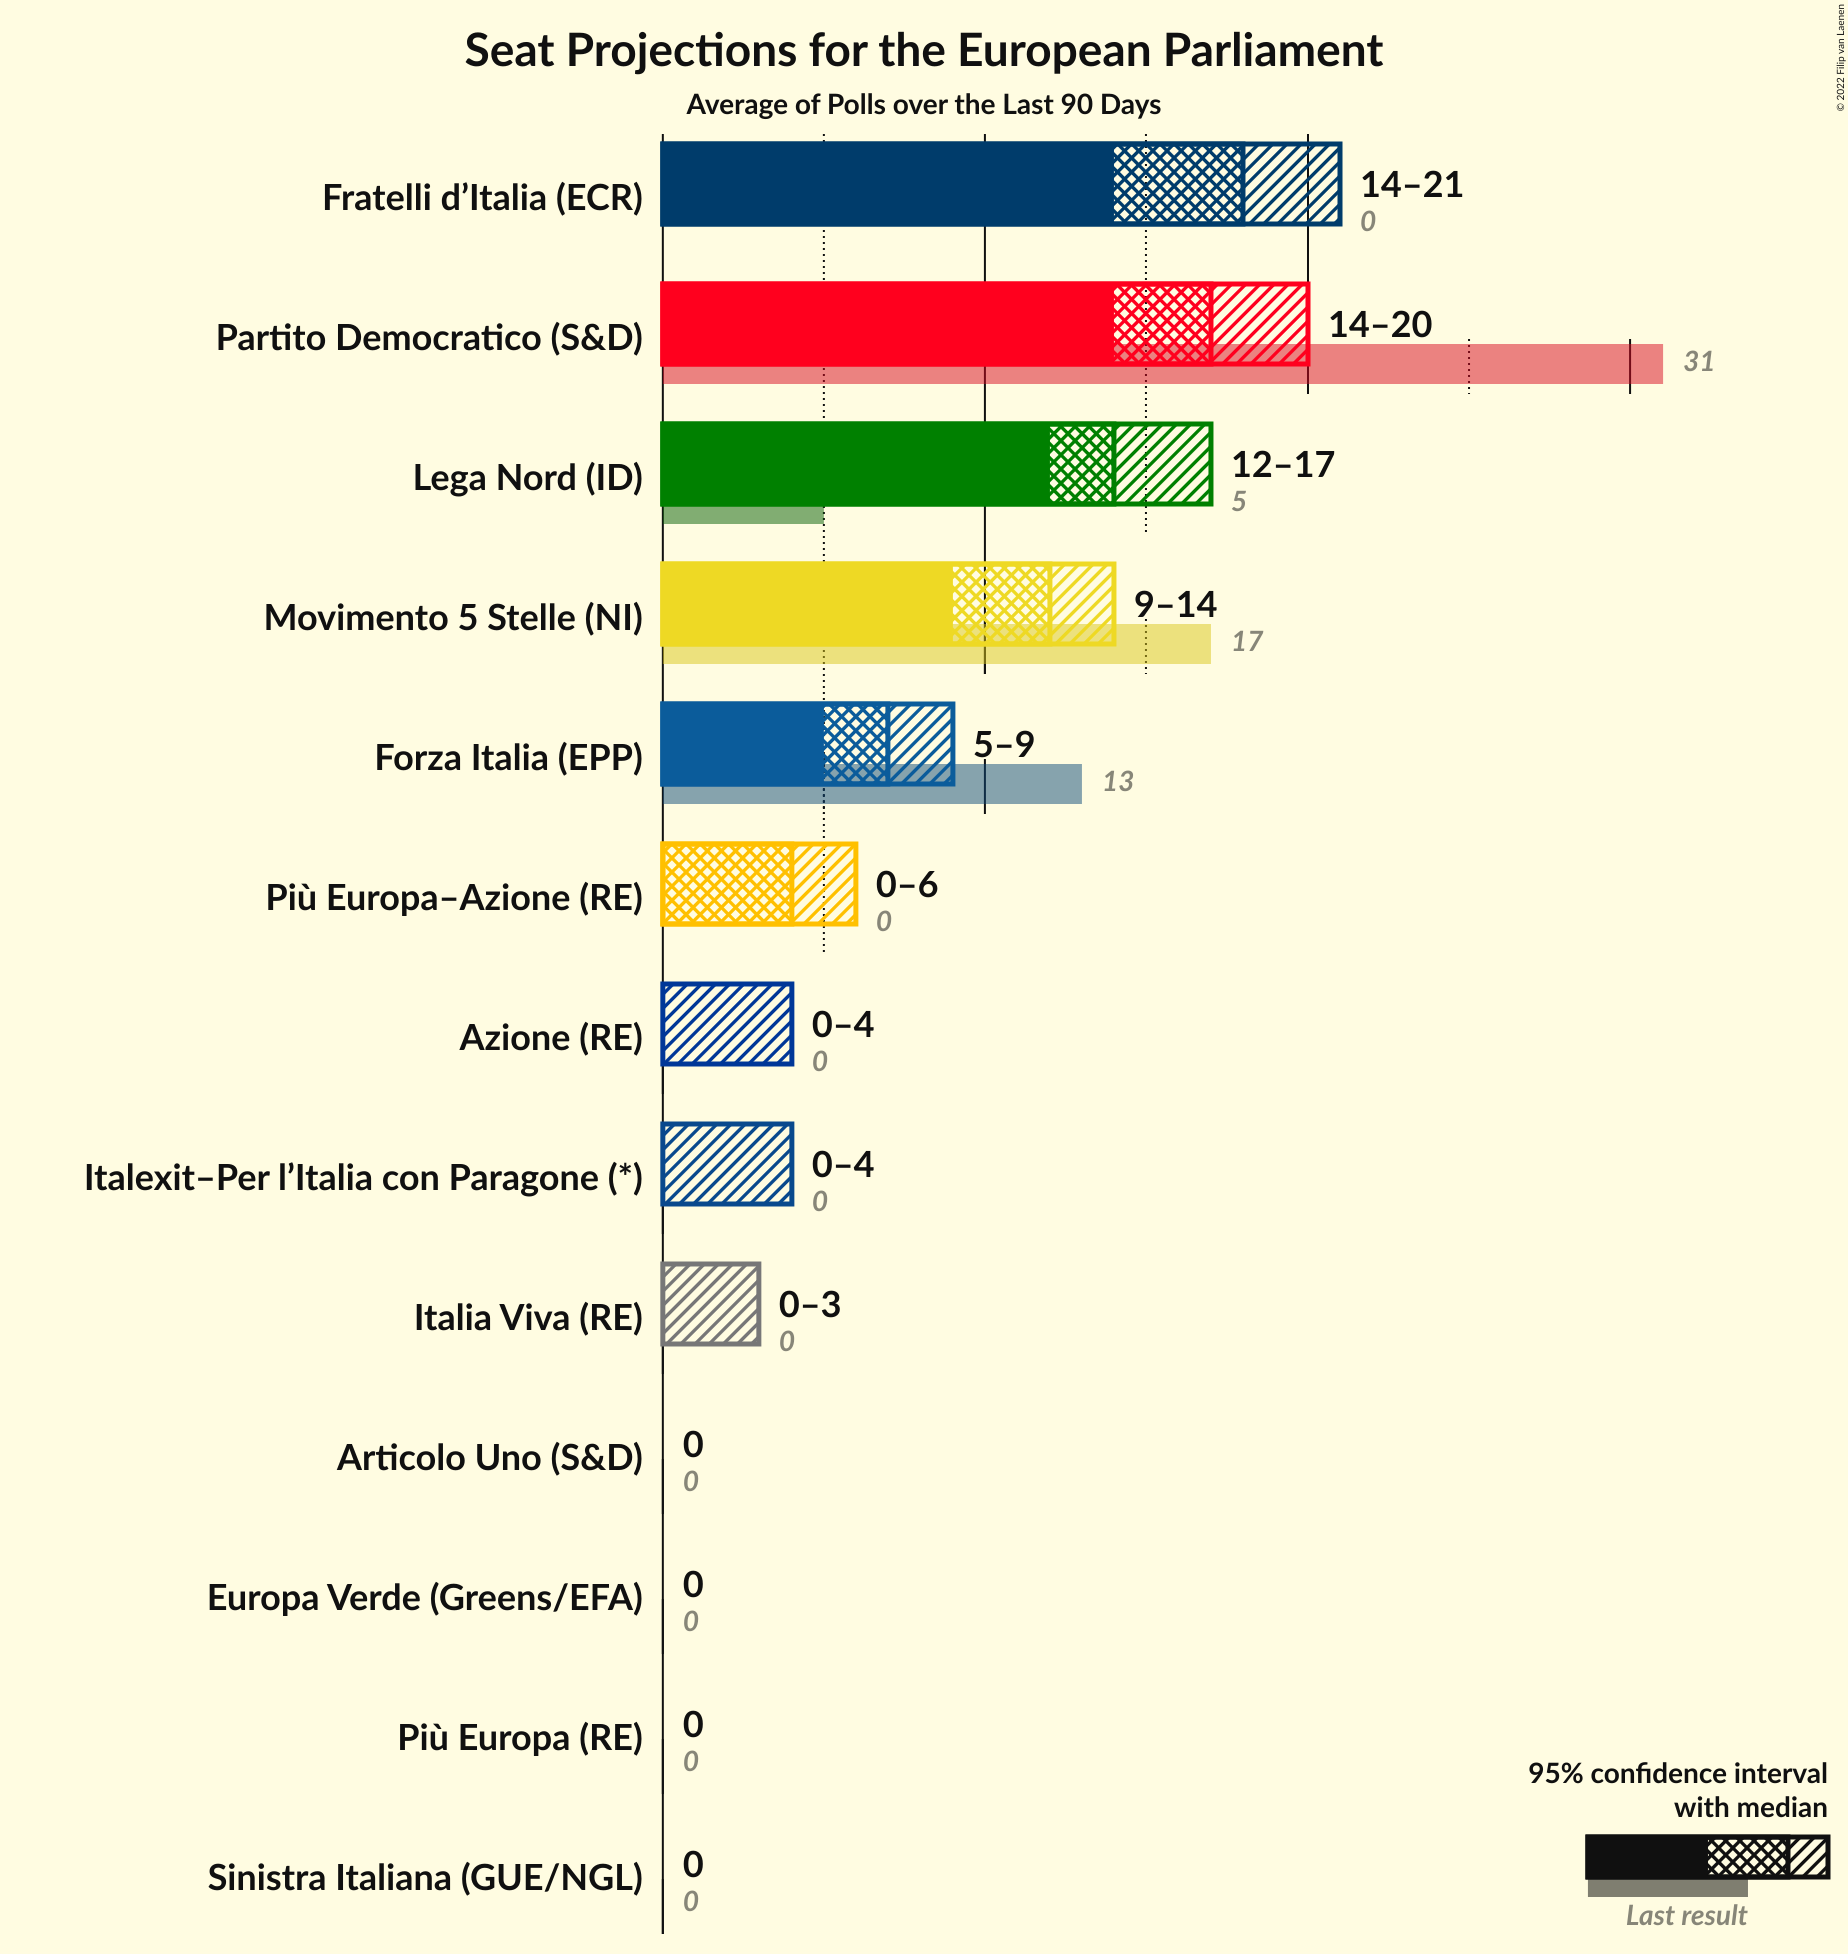 Seat Projections for the European Parliament
Average of Polls over the Last 90 Days
© 2022 Filip van Laenen
Fratelli d’Italia (ECR)
14–21
0
Partito Democratico (S&D)
14–20
31
Lega Nord (ID)
12–17
5
Movimento 5 Stelle (NI)
9–14
17
Forza Italia (EPP)
5–9
13
Più Europa–Azione (RE)
0–6
0
Azione (RE)
0–4
0
Italexit–Per l’Italia con Paragone (*)
0–4
0
Italia Viva (RE)
0–3
0
Articolo Uno (S&D)
0
0
Europa Verde (Greens/EFA)
0
0
Più Europa (RE)
0
0
Sinistra Italiana (GUE/NGL)
0
0
95% confidence interval
with median
Last result